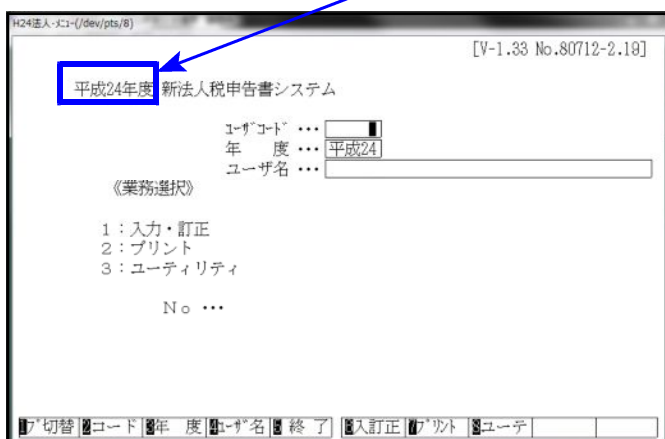 H24法人-ﾒﾆｭｰ-(/dev/pts/8)
[V-1.33 No.80712-2.19]
平成24年度 新法人税申告書システム
ﾕｰｻﾞｺｰﾄﾞ ･･･
年　　度 ･･･ 平成24
ユーザ名 ･･･
《業務選択》
1：入力・訂正
2：プリント
3：ユーティリティ
Ｎｏ ･･･
1ﾌﾟ切替 2コード 3年　度 4ﾕｰｻﾞ名 5 終 了 6入訂正 7ﾌﾟﾘﾝﾄ 8ユーテ